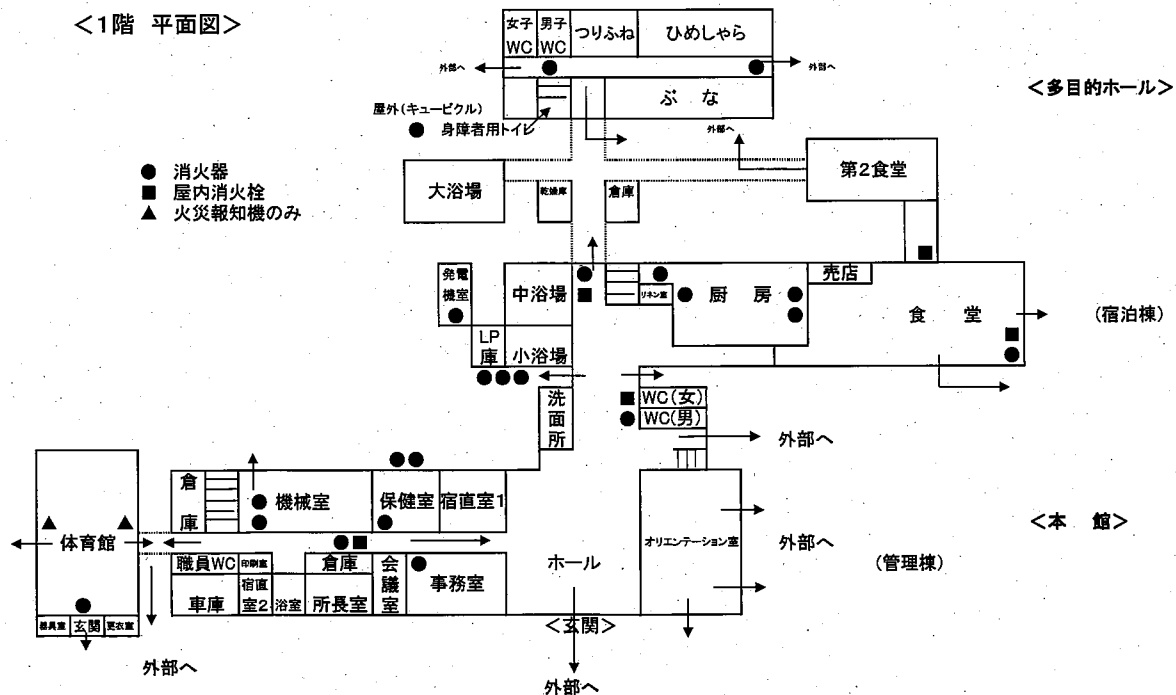 ＜1階 平面図＞
女子WC
男子WC
つりふね
ひめしゃら
外部へ
外部へ
ぶな
＜多目的ホール＞
屋外(キュービクル)
身障者用トイレ
外部へ
● 消火器
■ 屋内消火栓
▲ 火災報知機のみ
大浴場
乾燥庫
倉庫
第2食堂
発電機室
中浴場
リネン室
厨房
売店
食堂
(宿泊棟)
LP庫
小浴場
洗面所
WC(女)
WC(男)
外部へ
倉庫
機械室
保健室
宿直室1
体育館
オリエンテーション室
外部へ
＜本 館＞
(管理棟)
ホール
職員WC
印刷室
倉庫
会議室
事務室
車庫
宿直室2
浴室
所長室
器具室
玄関
更衣室
＜玄関＞
外部へ
外部へ